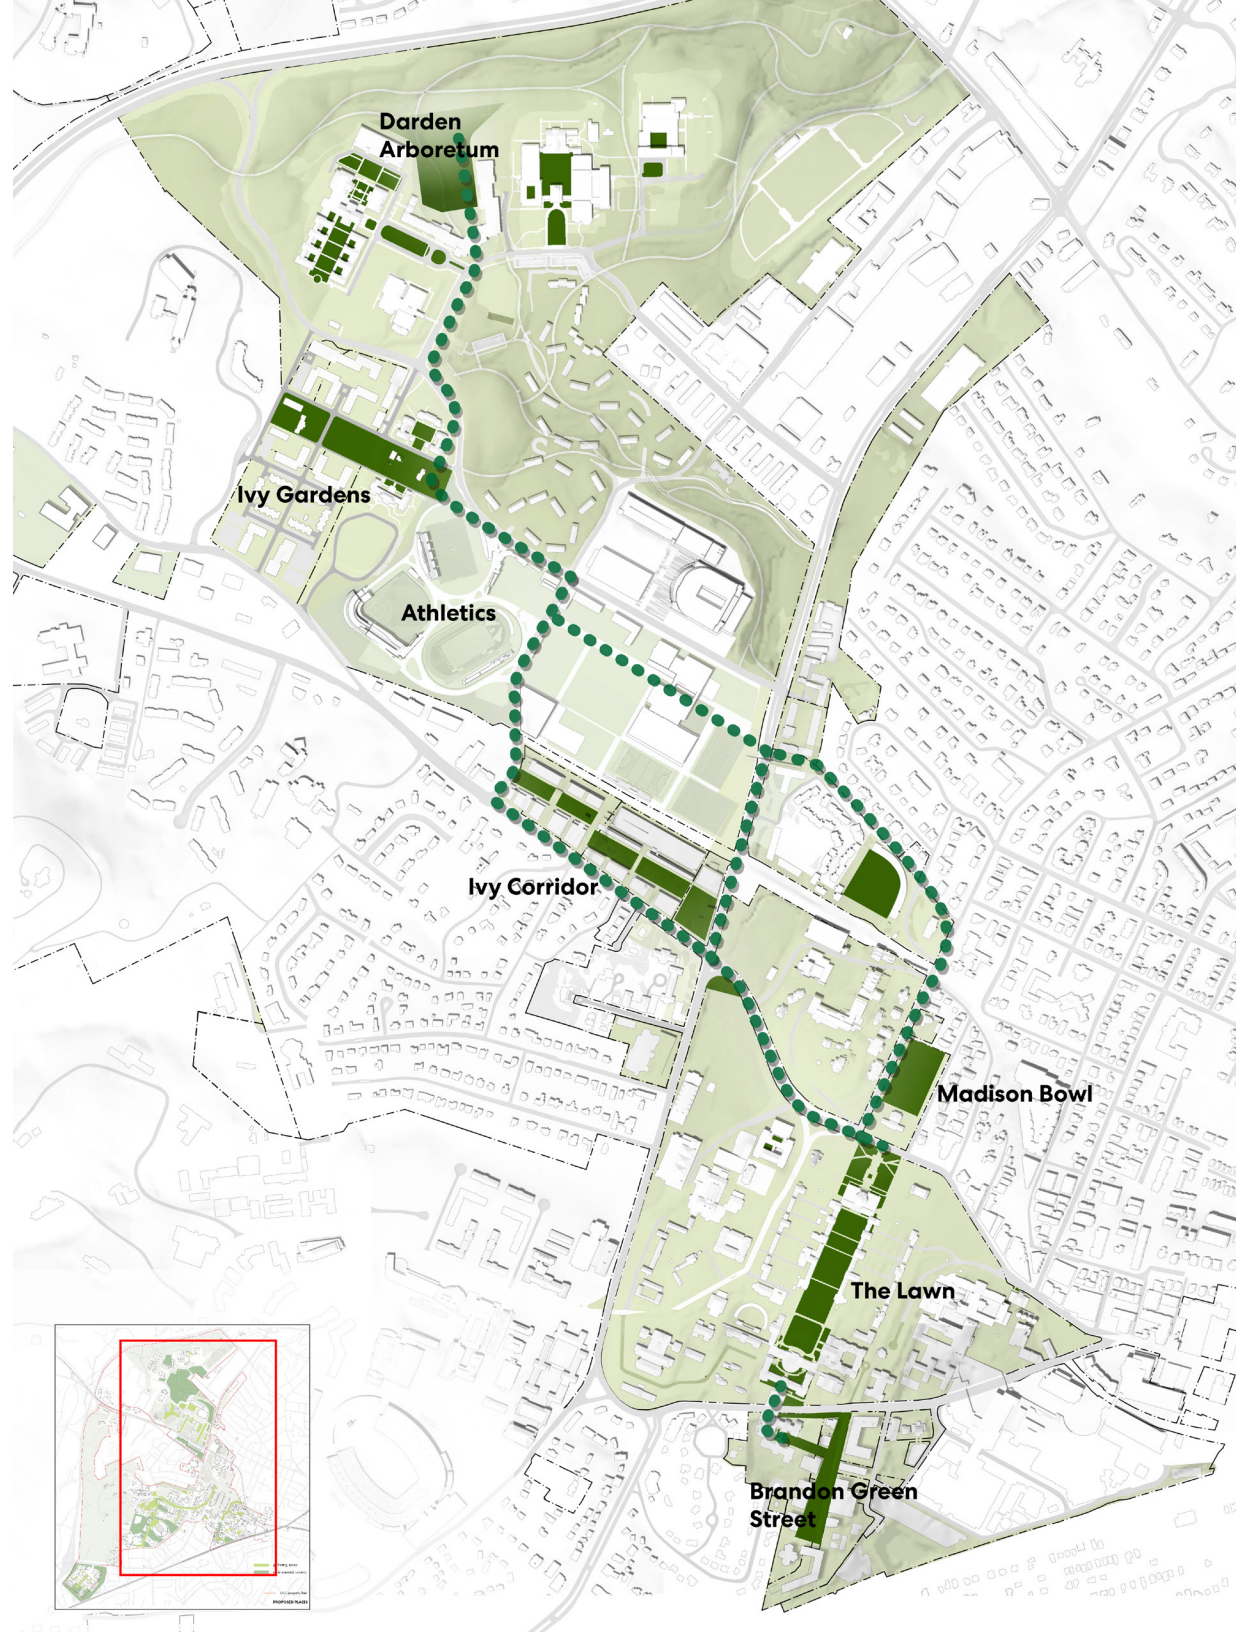 Darden
Arboretum
Ivy Gardens
Athletics
Ivy Corridor
Madison Bowl
The Lawn
Brandon Green
Street
PROPOSED PLACES